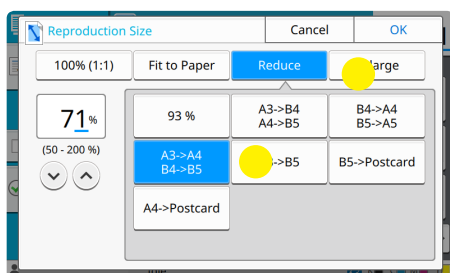 Reproduction Size
Cancel
OK
100% (1:1)
Fit to Paper
Reduce
71%
(50 - 200 %)
93 %
A3->B4
A4->B5
B4->A4
B5->A5
A3->A4
B4->B5
->B5
B5->Postcard
A4->Postcard